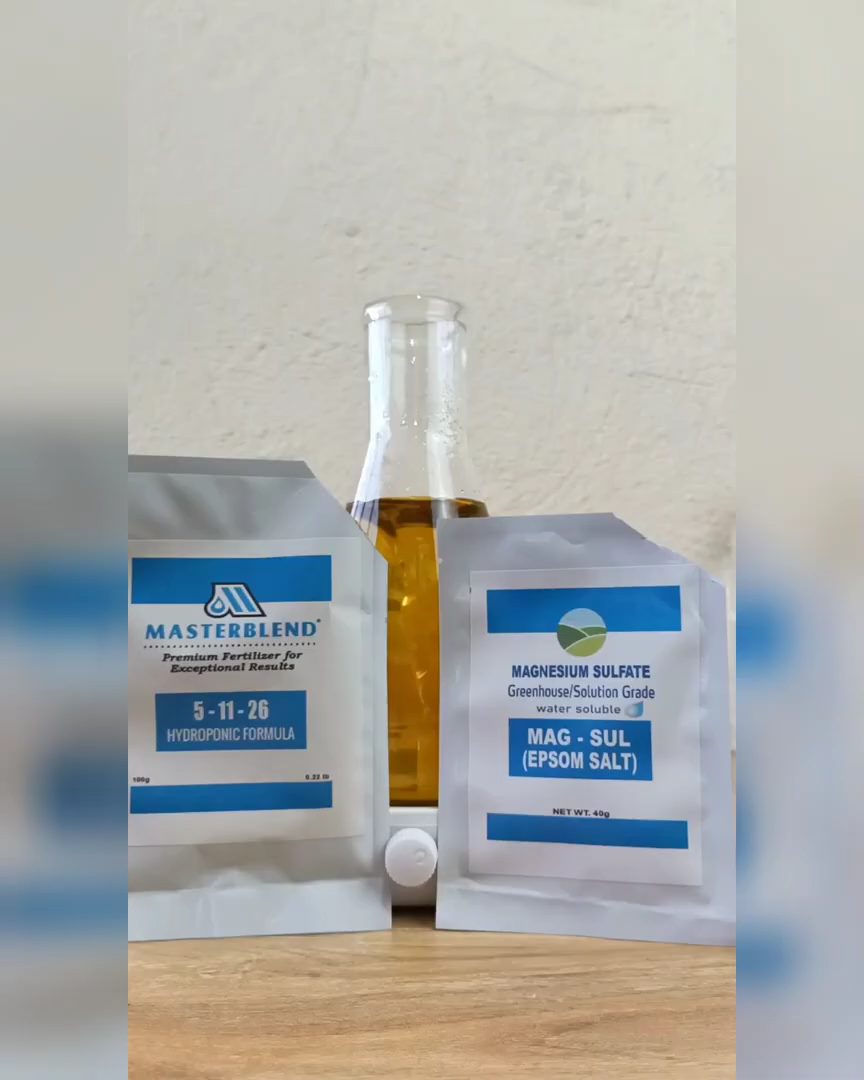 MASTERBLEND®
Premium Fertilizer for
Exceptional Results
5 - 11 - 26
HYDROPONIC FORMULA
100g 0.22 lb
MAGNESIUM SULFATE
Greenhouse/Solution Grade
water soluble
MAG - SUL
(EPSOM SALT)
NET WT. 40g